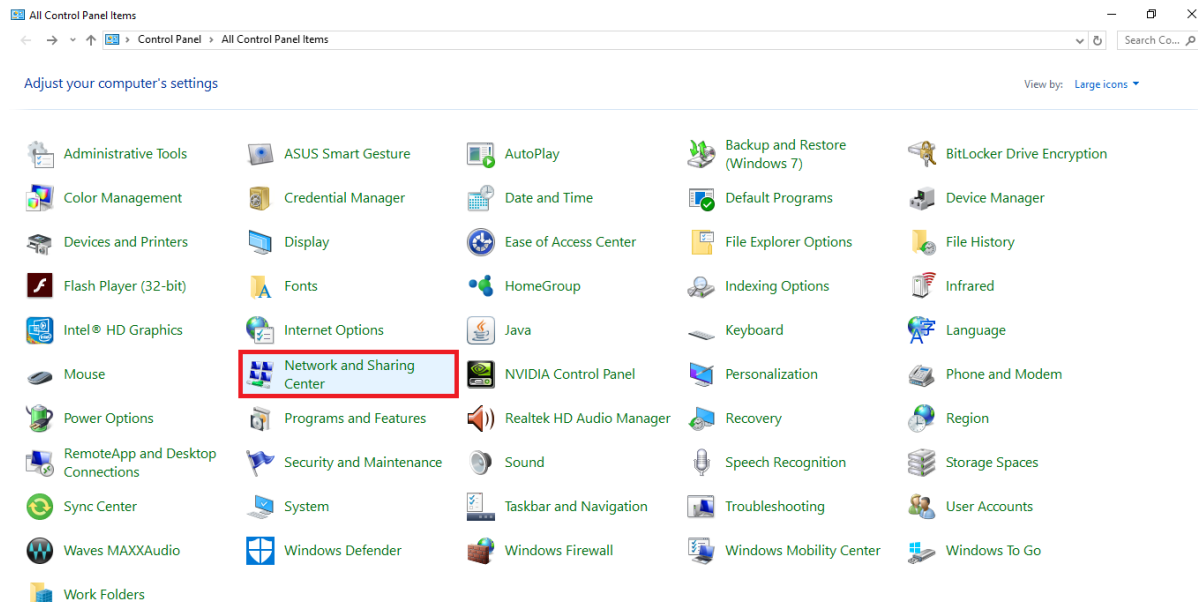 All Control Panel Items
Control Panel > All Control Panel Items
Search Co...
Adjust your computer's settings
View by: Large icons
Administrative Tools
ASUS Smart Gesture
AutoPlay
Backup and Restore
(Windows 7)
BitLocker Drive Encryption
Color Management
Credential Manager
Date and Time
Default Programs
Device Manager
Devices and Printers
Display
Ease of Access Center
File Explorer Options
File History
Flash Player (32-bit)
Fonts
HomeGroup
Indexing Options
Infrared
Intel® HD Graphics
Internet Options
Java
Keyboard
Language
Mouse
Network and Sharing
Center
NVIDIA Control Panel
Personalization
Phone and Modem
Power Options
Programs and Features
Realtek HD Audio Manager
Recovery
Region
RemoteApp and Desktop
Connections
Security and Maintenance
Sound
Speech Recognition
Storage Spaces
Sync Center
System
Taskbar and Navigation
Troubleshooting
User Accounts
Waves MAXXAudio
Windows Defender
Windows Firewall
Windows Mobility Center
Windows To Go
Work Folders